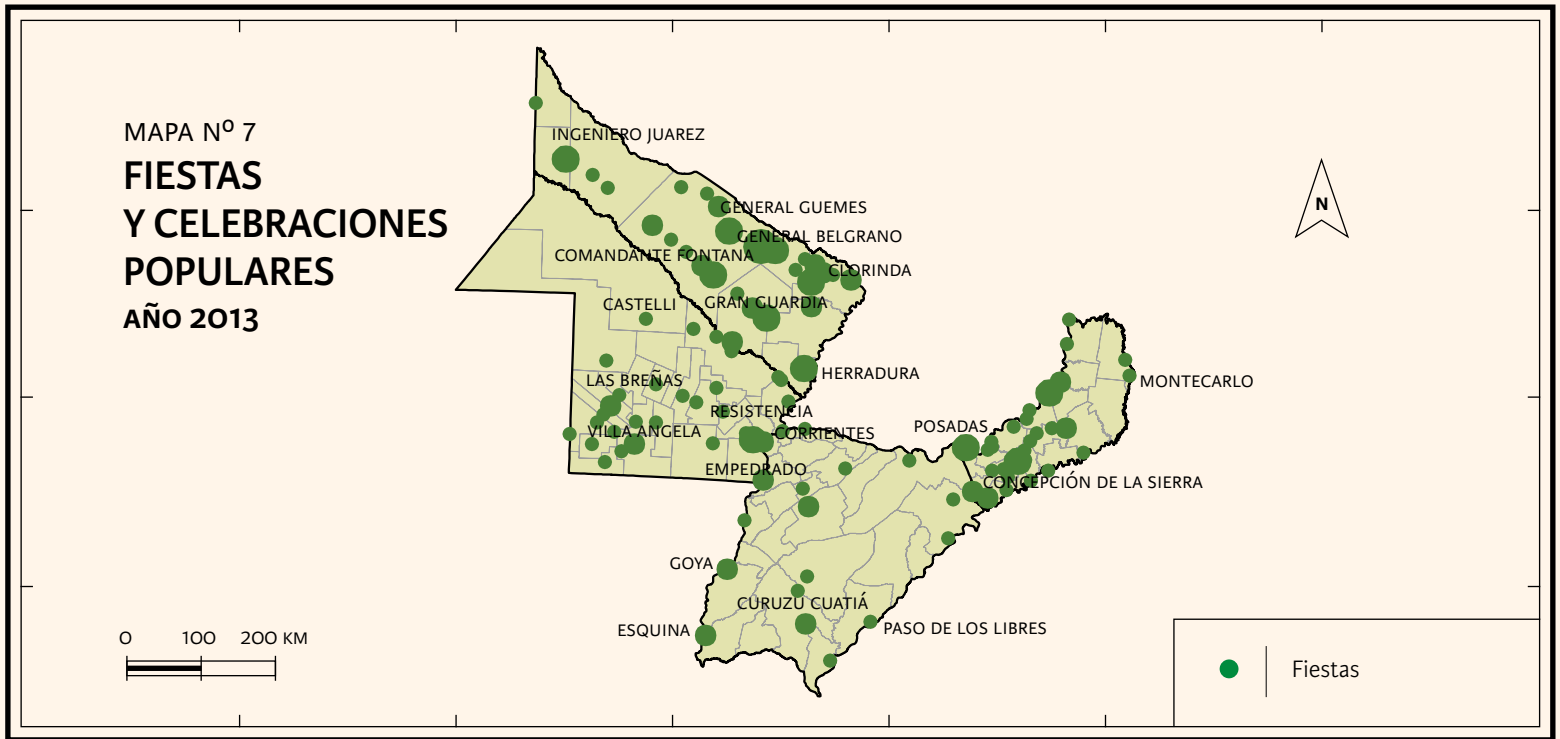 MAPA Nº 7
FIESTAS
Y CELEBRACIONES
POPULARES
AÑO 2013
INGENIERO JUAREZ
GENERAL GUEMES
GENERAL BELGRANO
COMANDANTE FONTANA
CLORINDA
CASTELLI
GRAN GUARDIA
HERRADURA
LAS BREÑAS
MONTECARLO
RESISTENCIA
POSADAS
VILLA ANGELA
CORRIENTES
EMPEDRADO
CONCEPCIÓN DE LA SIERRA
GOYA
CURUZU CUATIÁ
ESQUINA
PASO DE LOS LIBRES
N
0 100 200 KM
Fiestas